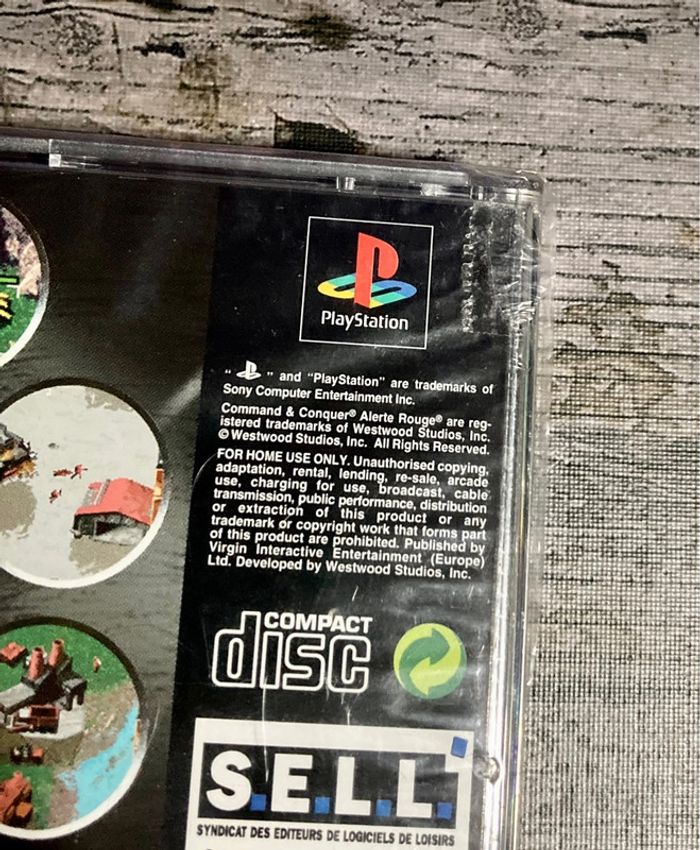 PlayStation
" " and "PlayStation" are trademarks of
Sony Computer Entertainment Inc.
Command & Conquer® Alerte Rouge® are reg-
istered trademarks of Westwood Studios, Inc.
© Westwood Studios, Inc. All Rights Reserved.
FOR HOME USE ONLY. Unauthorised copying,
adaptation, rental, lending, re-sale, arcade
use, charging for use, broadcast, cable
transmission, public performance, distribution
or extraction of this product or any
trademark or copyright work that forms part
of this product are prohibited. Published by
Virgin Interactive Entertainment (Europe)
Ltd. Developed by Westwood Studios, Inc.
COMPACT
disc
S.E.L.L.
SYNDICAT DES EDITEURS DE LOGICIELS DE LOISIRS